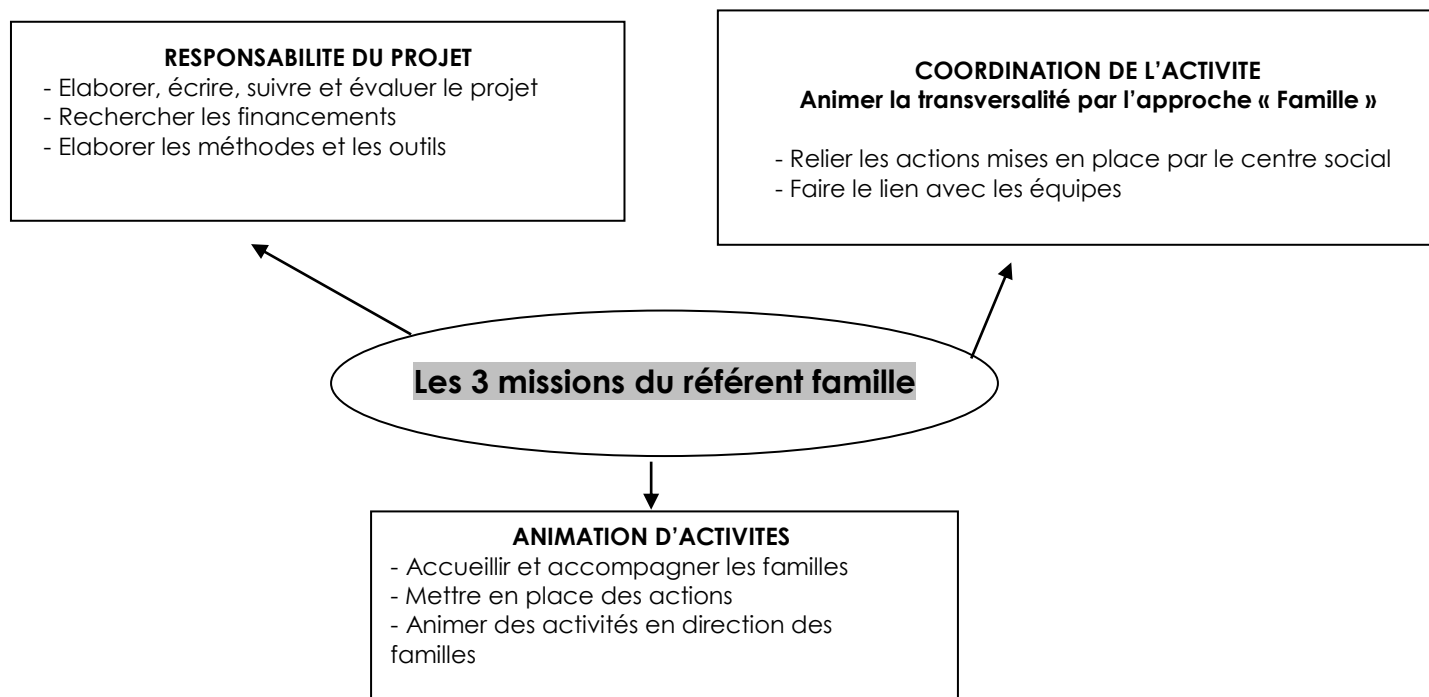 RESPONSABILITE DU PROJET
- Elaborer, écrire, suivre et évaluer le projet
- Rechercher les financements
- Elaborer les méthodes et les outils
COORDINATION DE L’ACTIVITE
Animer la transversalité par l’approche « Famille »
- Relier les actions mises en place par le centre social
- Faire le lien avec les équipes
Les 3 missions du référent famille
ANIMATION D’ACTIVITES
- Accueillir et accompagner les familles
- Mettre en place des actions
- Animer des activités en direction des
familles